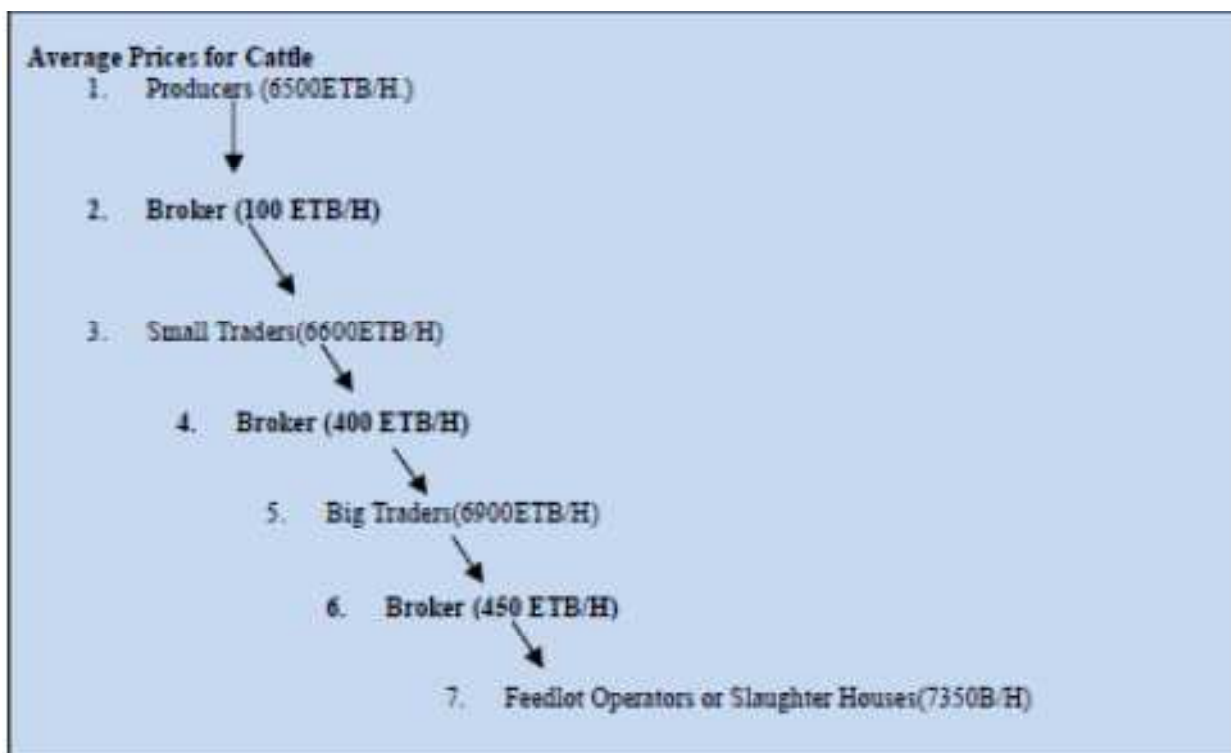 Average Prices for Cattle
1. Producers (6500ETB/H.)
2. Broker (100 ETB/H)
3. Small Traders(6600ETB/H)
4. Broker (400 ETB/H)
5. Big Traders(6900ETB/H)
6. Broker (450 ETB/H)
7. Feedlot Operators or Slaughter Houses(7350B/H)